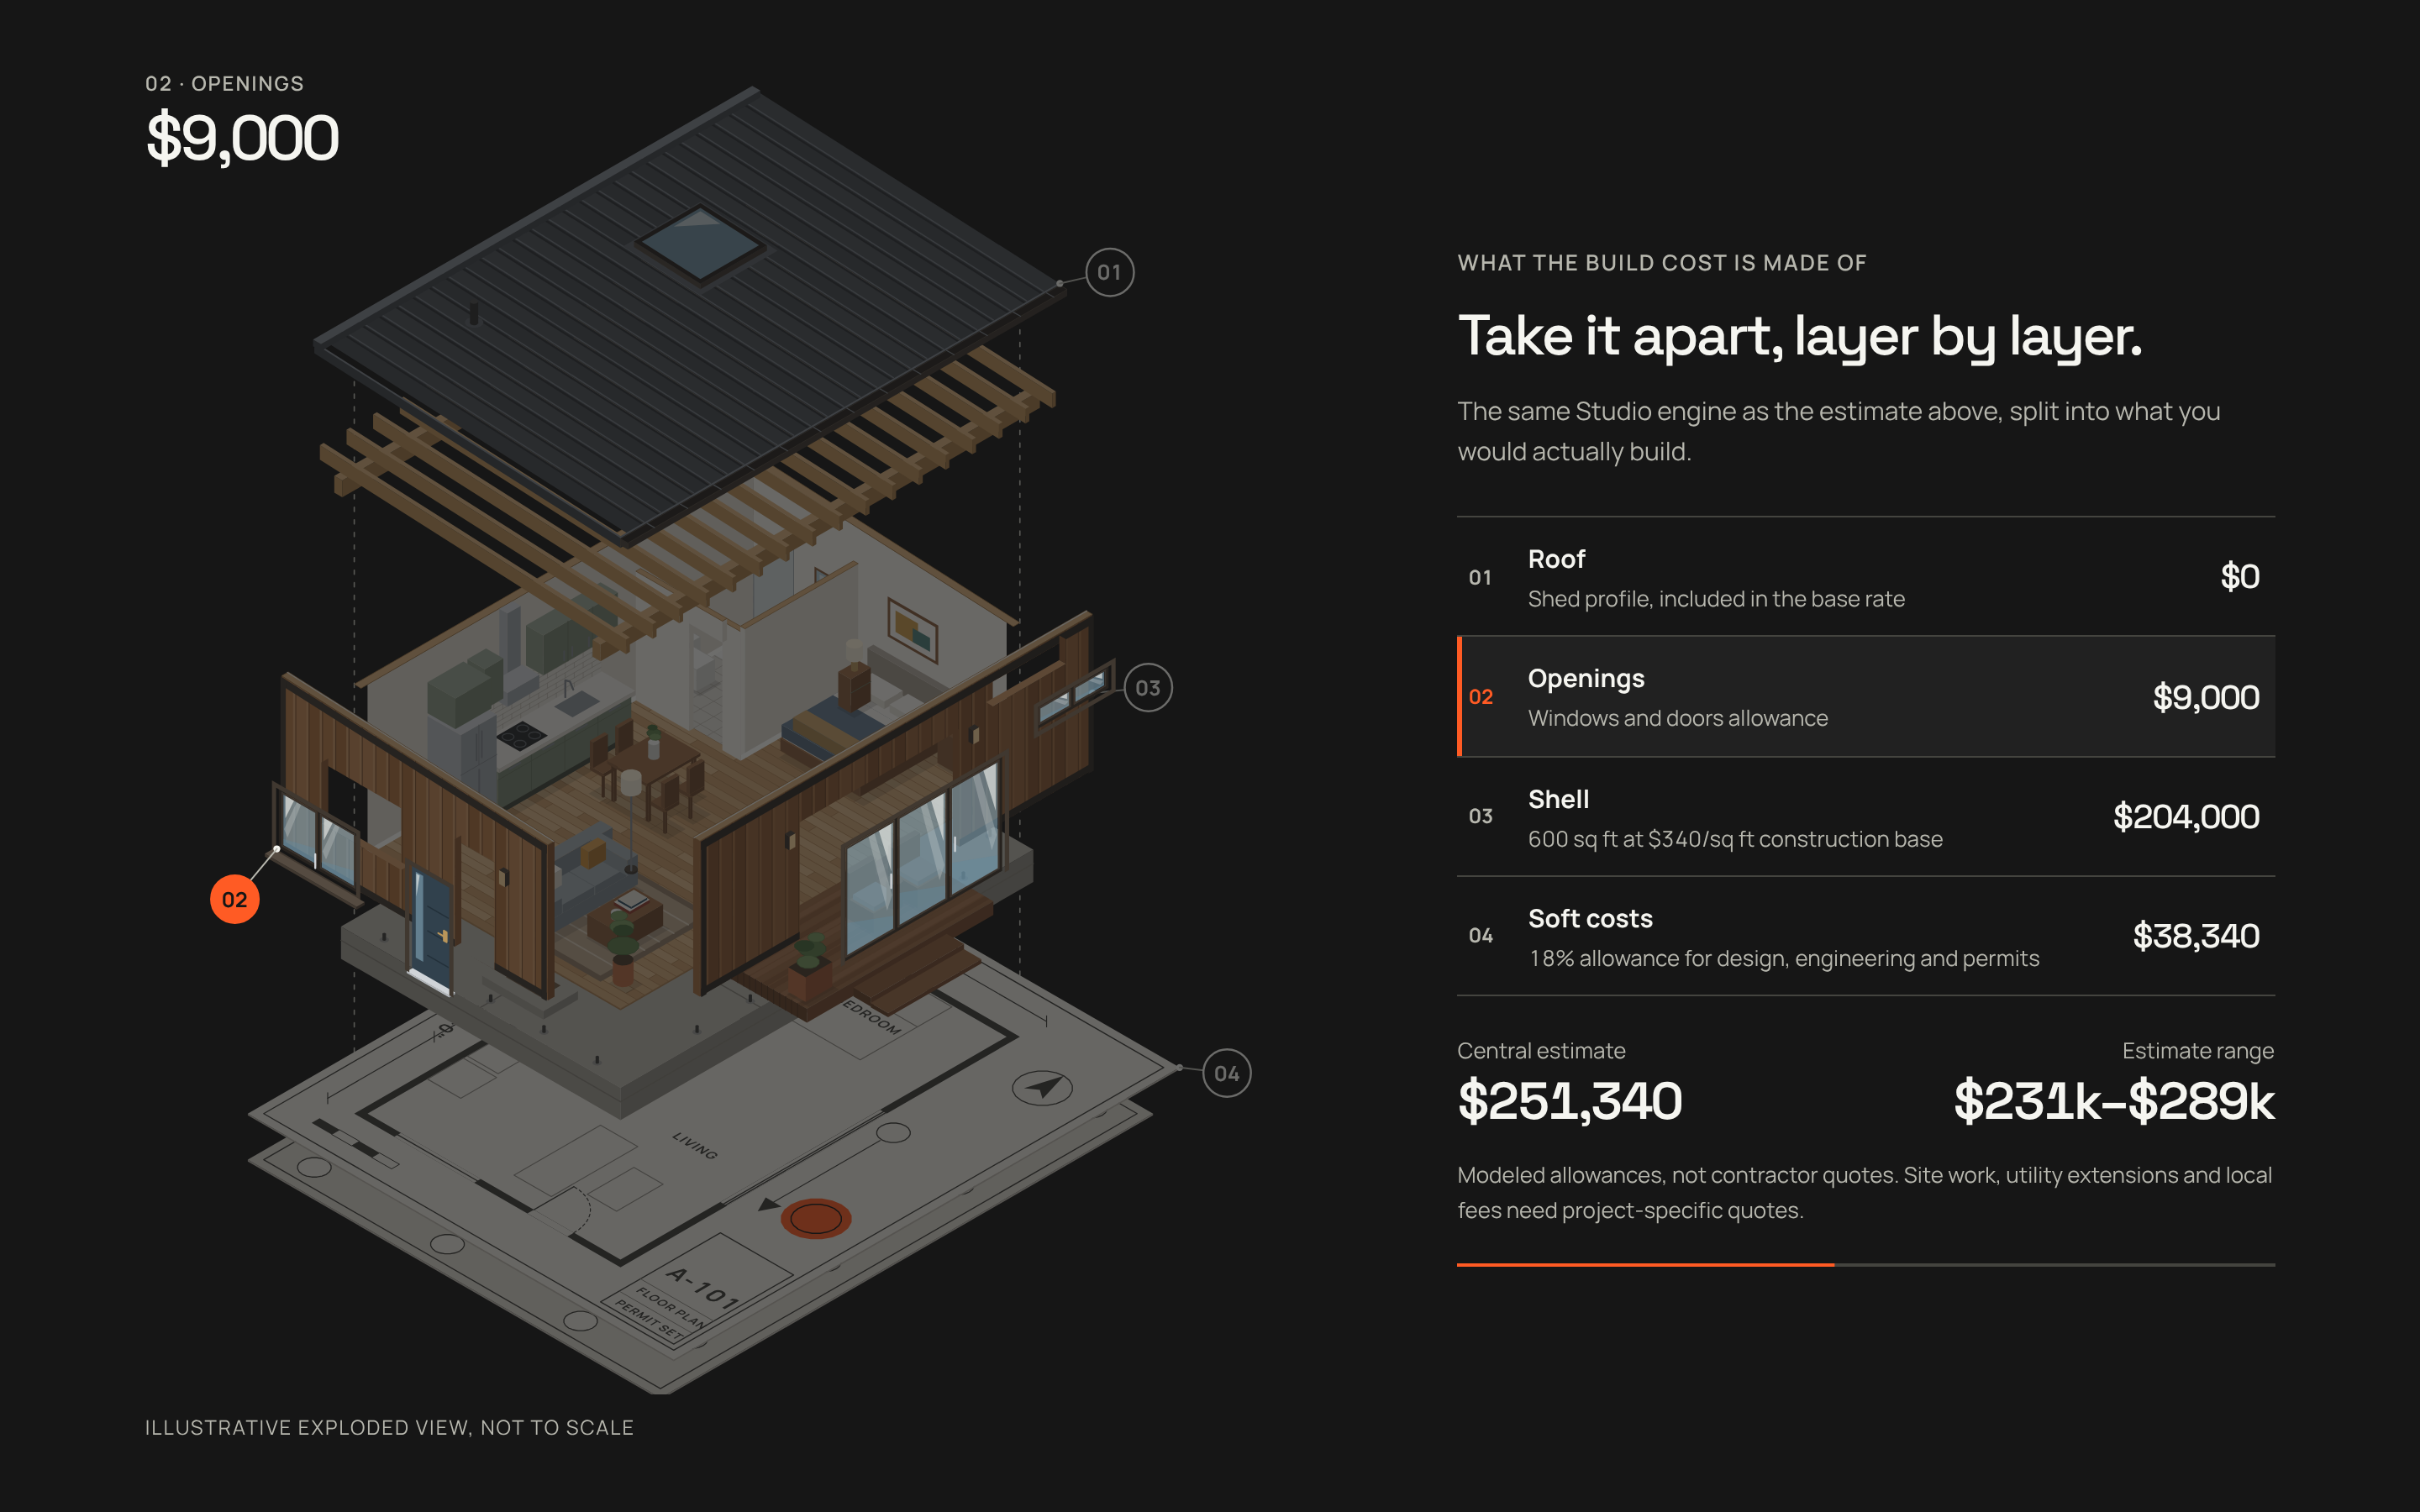 02 · OPENINGS
$9,000
01
03
02
04
EDROOM
LIVING
A-101
FLOOR PLAN
PERMIT SET
ILLUSTRATIVE EXPLODED VIEW, NOT TO SCALE
WHAT THE BUILD COST IS MADE OF
Take it apart, layer by layer.
The same Studio engine as the estimate above, split into what you
would actually build.
01
Roof
Shed profile, included in the base rate
$0
02
Openings
Windows and doors allowance
$9,000
03
Shell
600 sq ft at $340/sq ft construction base
$204,000
04
Soft costs
18% allowance for design, engineering and permits
$38,340
Central estimate
$251,340
Estimate range
$231k–$289k
Modeled allowances, not contractor quotes. Site work, utility extensions and local
fees need project-specific quotes.